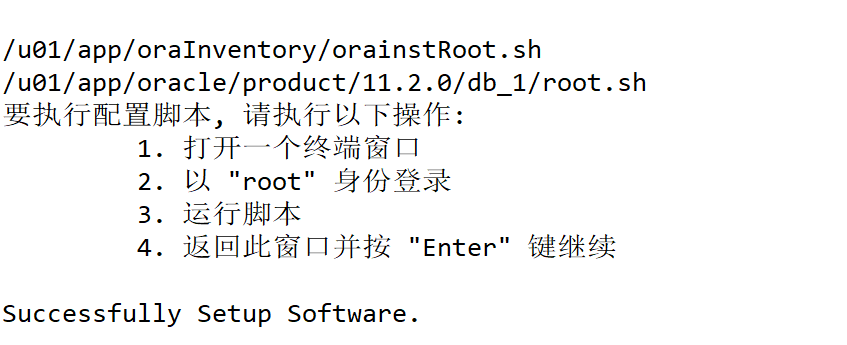 /u01/app/oraInventory/orainstRoot.sh
/u01/app/oracle/product/11.2.0/db_1/root.sh
要执行配置脚本, 请执行以下操作:
1. 打开一个终端窗口
2. 以 "root" 身份登录
3. 运行脚本
4. 返回此窗口并按 "Enter" 键继续
Successfully Setup Software.